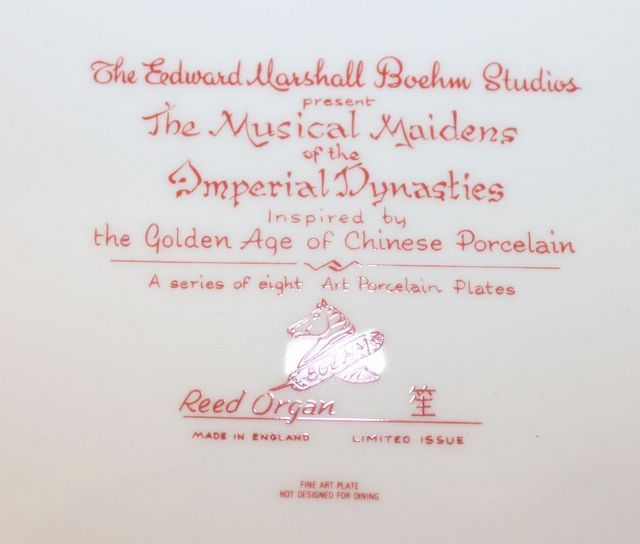 The Edward Marshall Boehm Studios
present
The Musical Maidens
of the
Imperial Dynasties
Inspired by
the Golden Age of Chinese Porcelain
A series of eight Art Porcelain Plates
BOEHM
Reed Organ 笙
MADE IN ENGLAND LIMITED ISSUE
FINE ART PLATE
NOT DESIGNED FOR DINING